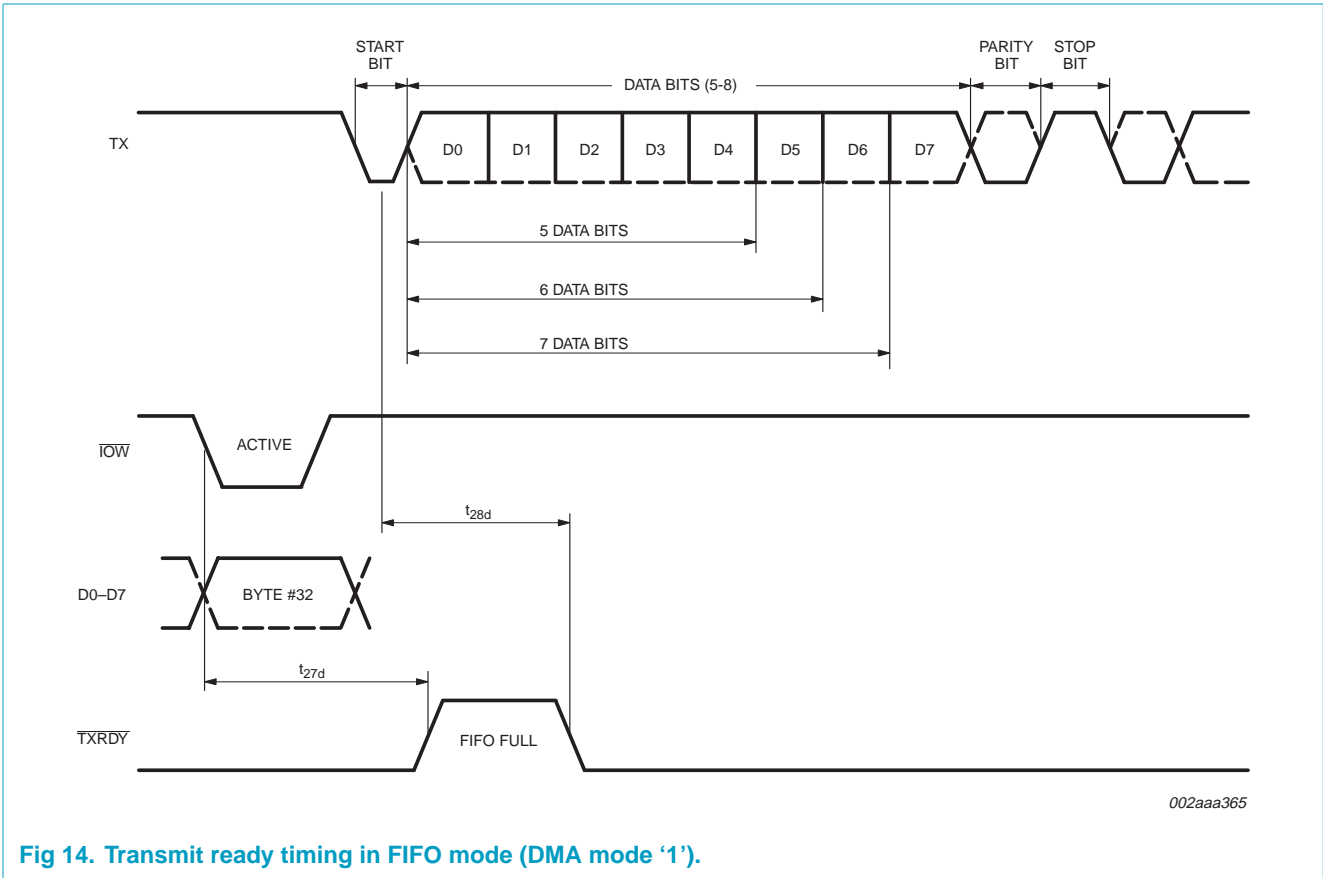 START
BIT
DATA BITS (5-8)
PARITY
BIT
STOP
BIT
TX
D0 D1 D2 D3 D4 D5 D6 D7
5 DATA BITS
6 DATA BITS
7 DATA BITS
IOW
ACTIVE
t28d
D0–D7
BYTE #32
t27d
TXRDY
FIFO FULL
002aaa365
Fig 14. Transmit ready timing in FIFO mode (DMA mode ‘1’).